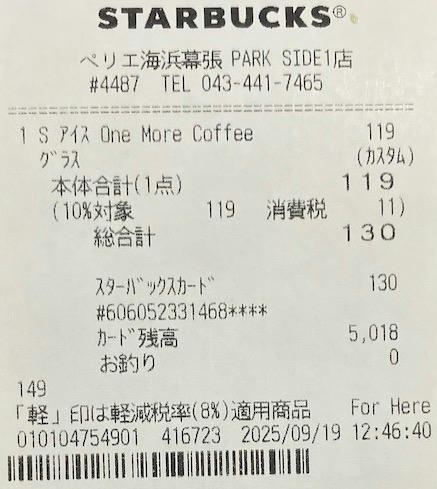 STARBUCKS®
ペリエ海浜幕張 PARK SIDE1店
#4487 TEL 043-441-7465
1 S アイス One More Coffee 119
グラス (カスタム)
本体合計(1点) 119
(10%対象 119 消費税 11)
総合計 130
スターバックスカード 130
#606052331468****
カード残高 5,018
お釣り 0
149
「軽」印は軽減税率(8%)適用商品 For Here
010104754901 416723 2025/09/19 12:46:40